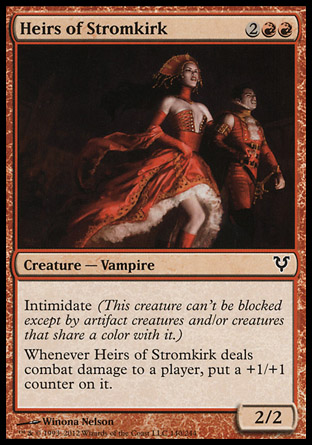 Heirs of Stromkirk 2
Creature — Vampire
Intimidate (This creature can't be blocked
except by artifact creatures and/or creatures
that share a color with it.)
Whenever Heirs of Stromkirk deals
combat damage to a player, put a +1/+1
counter on it.
Winona Nelson
2/2